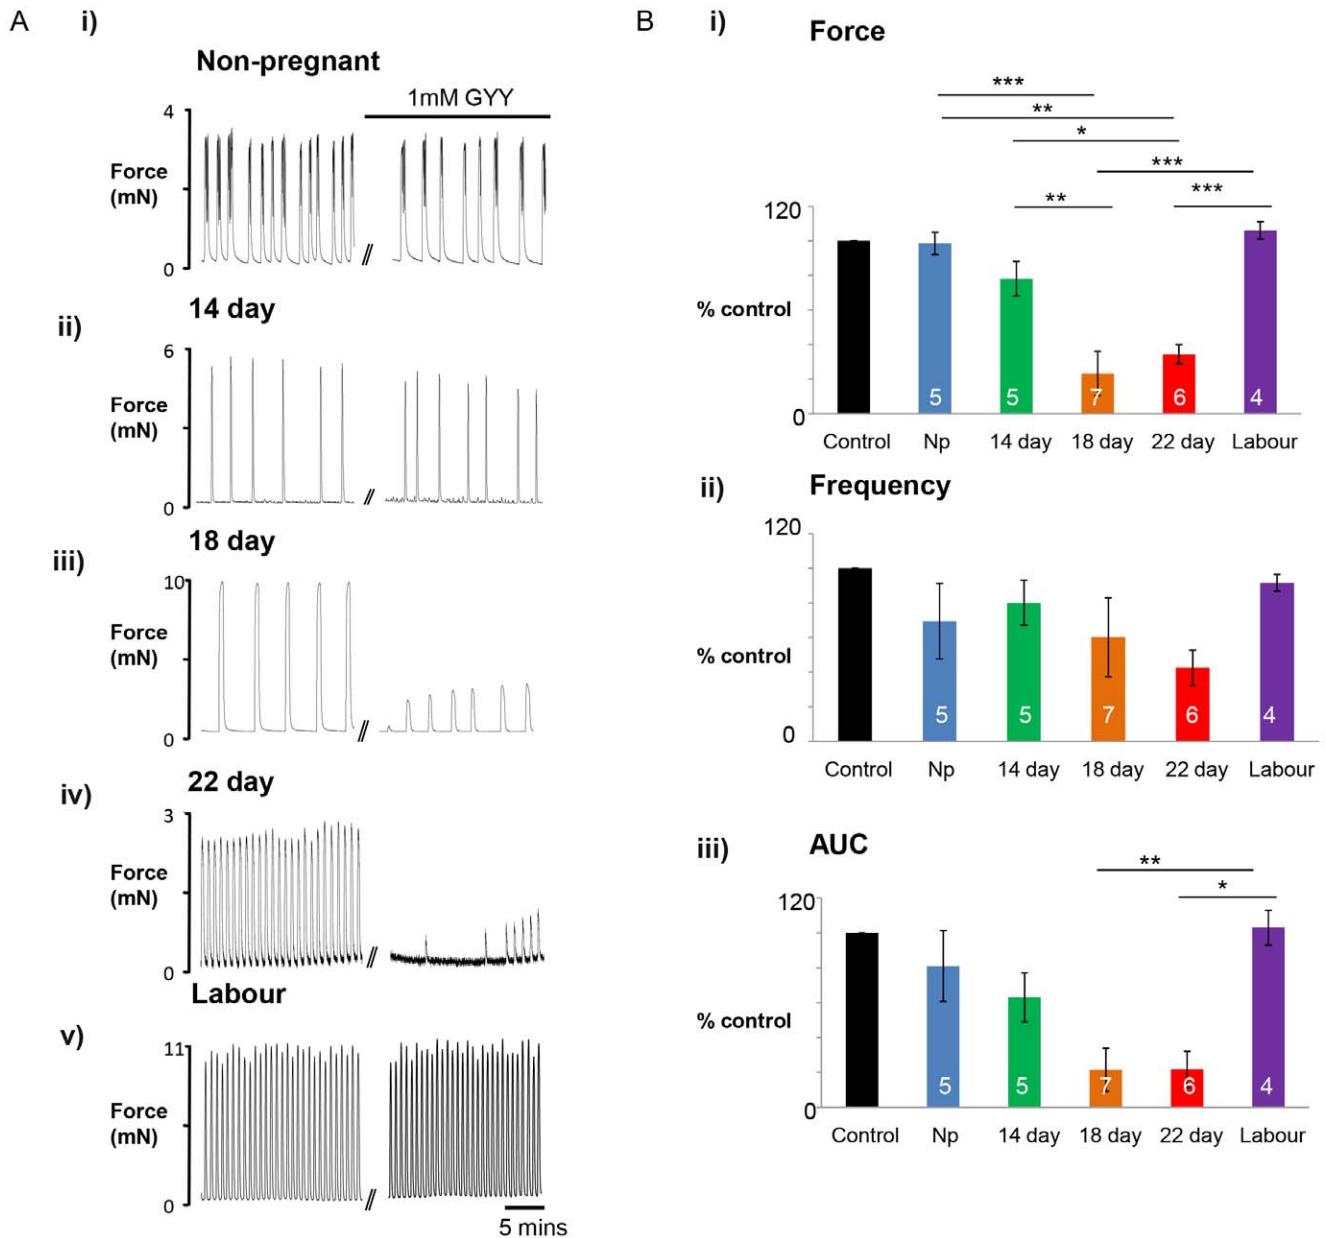 A
i)
Non-pregnant
1mM GYY
4
Force
(mN)
0
//
14 day
ii)
6
Force
(mN)
0
//
18 day
iii)
10
Force
(mN)
0
//
22 day
iv)
3
Force
(mN)
0
//
Labour
v)
11
Force
(mN)
0
//
5 mins
B
i)
Force
***
**
*
***
**
***
120
% control
0
5
5
7
6
4
Control Np 14 day 18 day 22 day Labour
ii)
Frequency
120
% control
0
5
5
7
6
4
Control Np 14 day 18 day 22 day Labour
iii)
AUC
**
*
120
% control
0
5
5
7
6
4
Control Np 14 day 18 day 22 day Labour